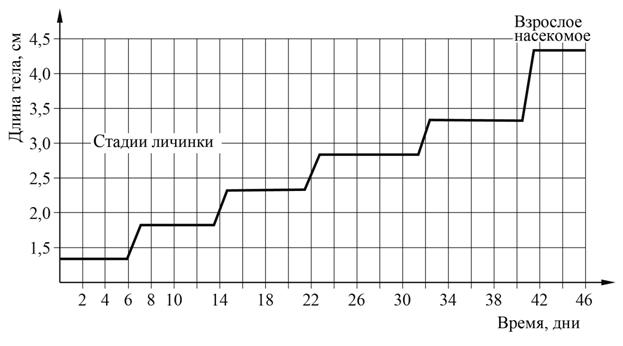 Длина тела, см
4,5
4,0
3,5
3,0
2,5
2,0
1,5
Взрослое
насекомое
Стадии личинки
2 4 6 8 10 14 18 22 26 30 34 38 42 46
Время, дни